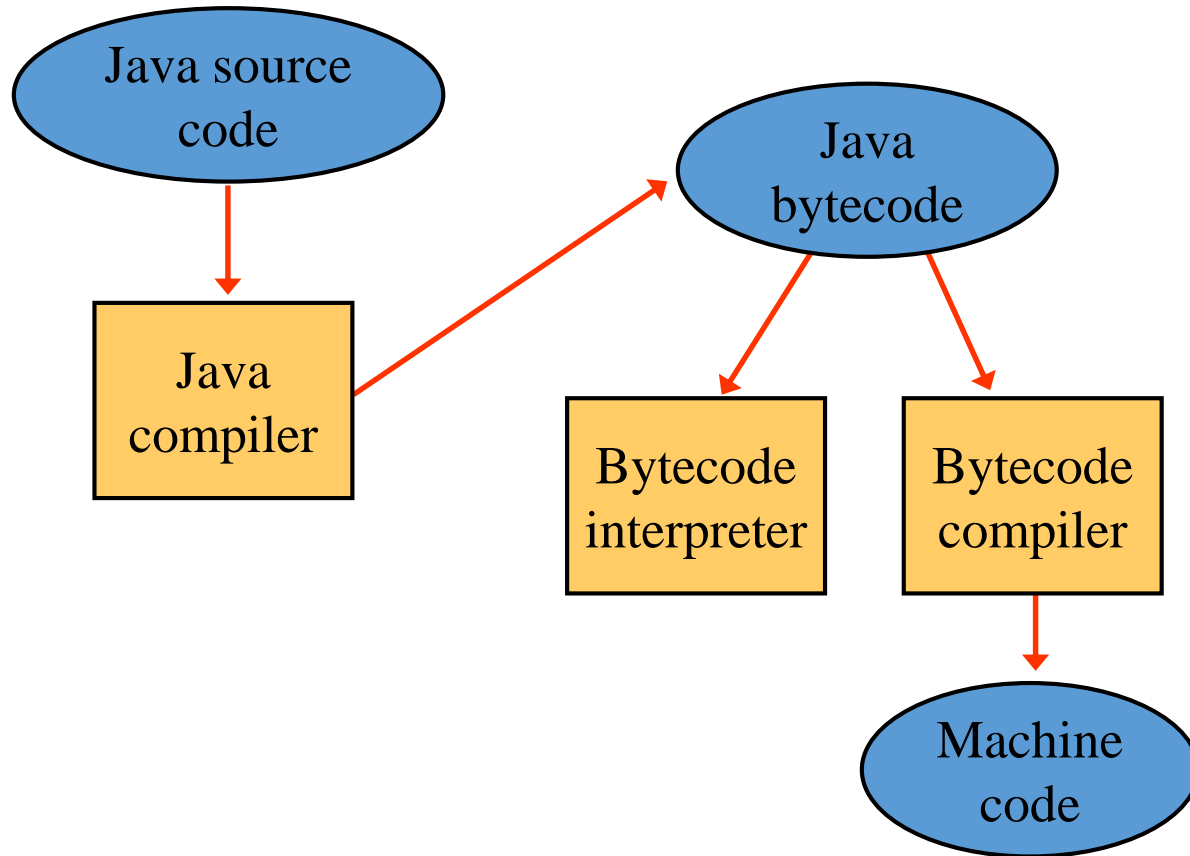 Java source
code
Java
bytecode
Java
compiler
Bytecode
interpreter
Bytecode
compiler
Machine
code